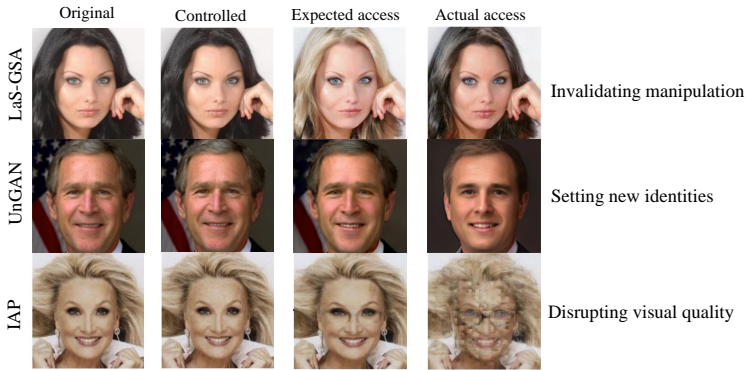 Original Controlled Expected access Actual access
LaS-GSA
Invalidating manipulation
UnGAN
Setting new identities
IAP
Disrupting visual quality